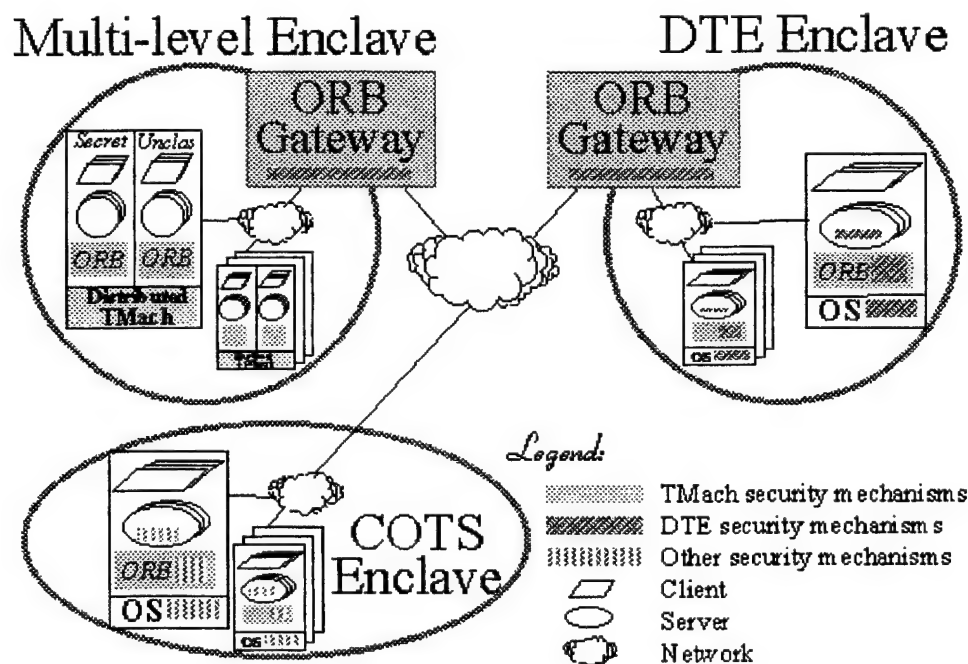 Multi-level Enclave
DTE Enclave
ORB
Gateway
ORB
Gateway
Secret
Unclas
ORB
ORB
Distributed
TMach
ORB
OS
OS
COTS
Enclave
ORB
OS
OS
Legend:
TMach security mechanisms
DTE security mechanisms
Other security mechanisms
Client
Server
Network